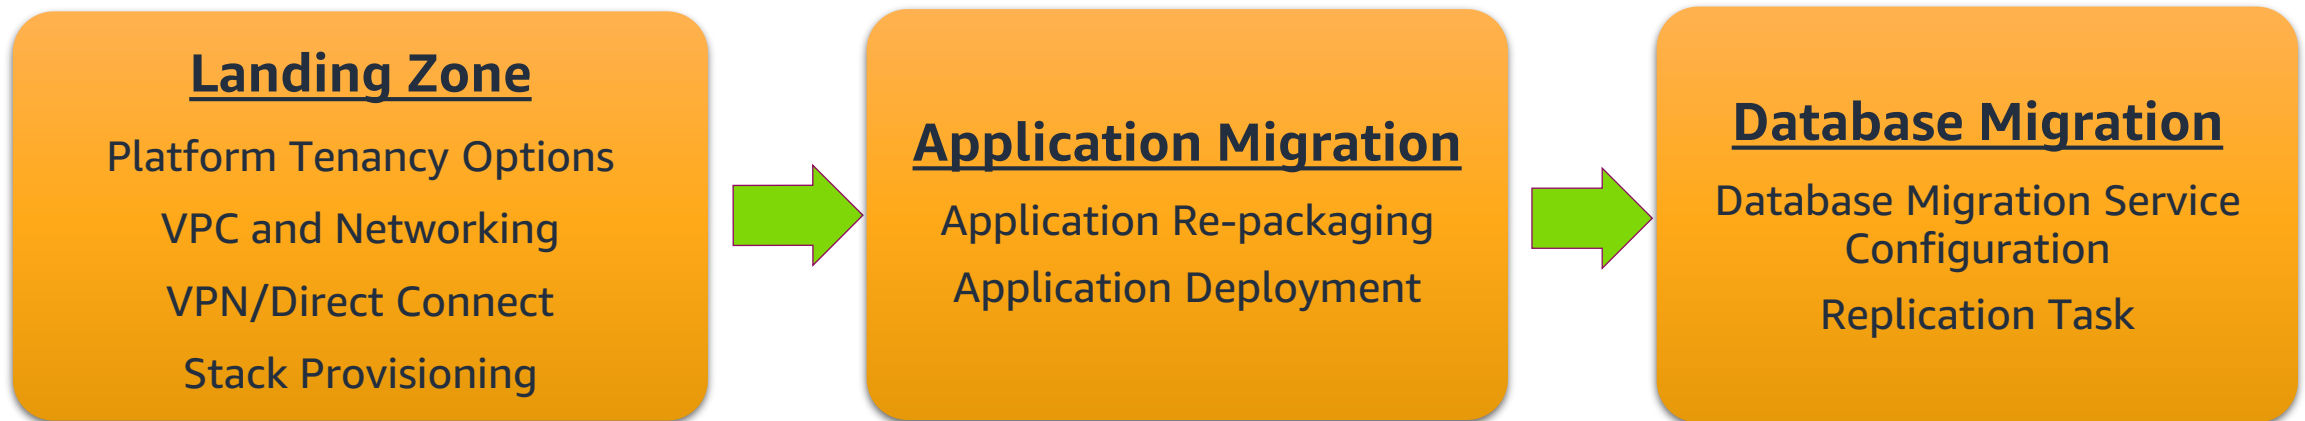 Landing Zone
Platform Tenancy Options
VPC and Networking
VPN/Direct Connect
Stack Provisioning
Application Migration
Application Re-packaging
Application Deployment
Database Migration
Database Migration Service
Configuration
Replication Task